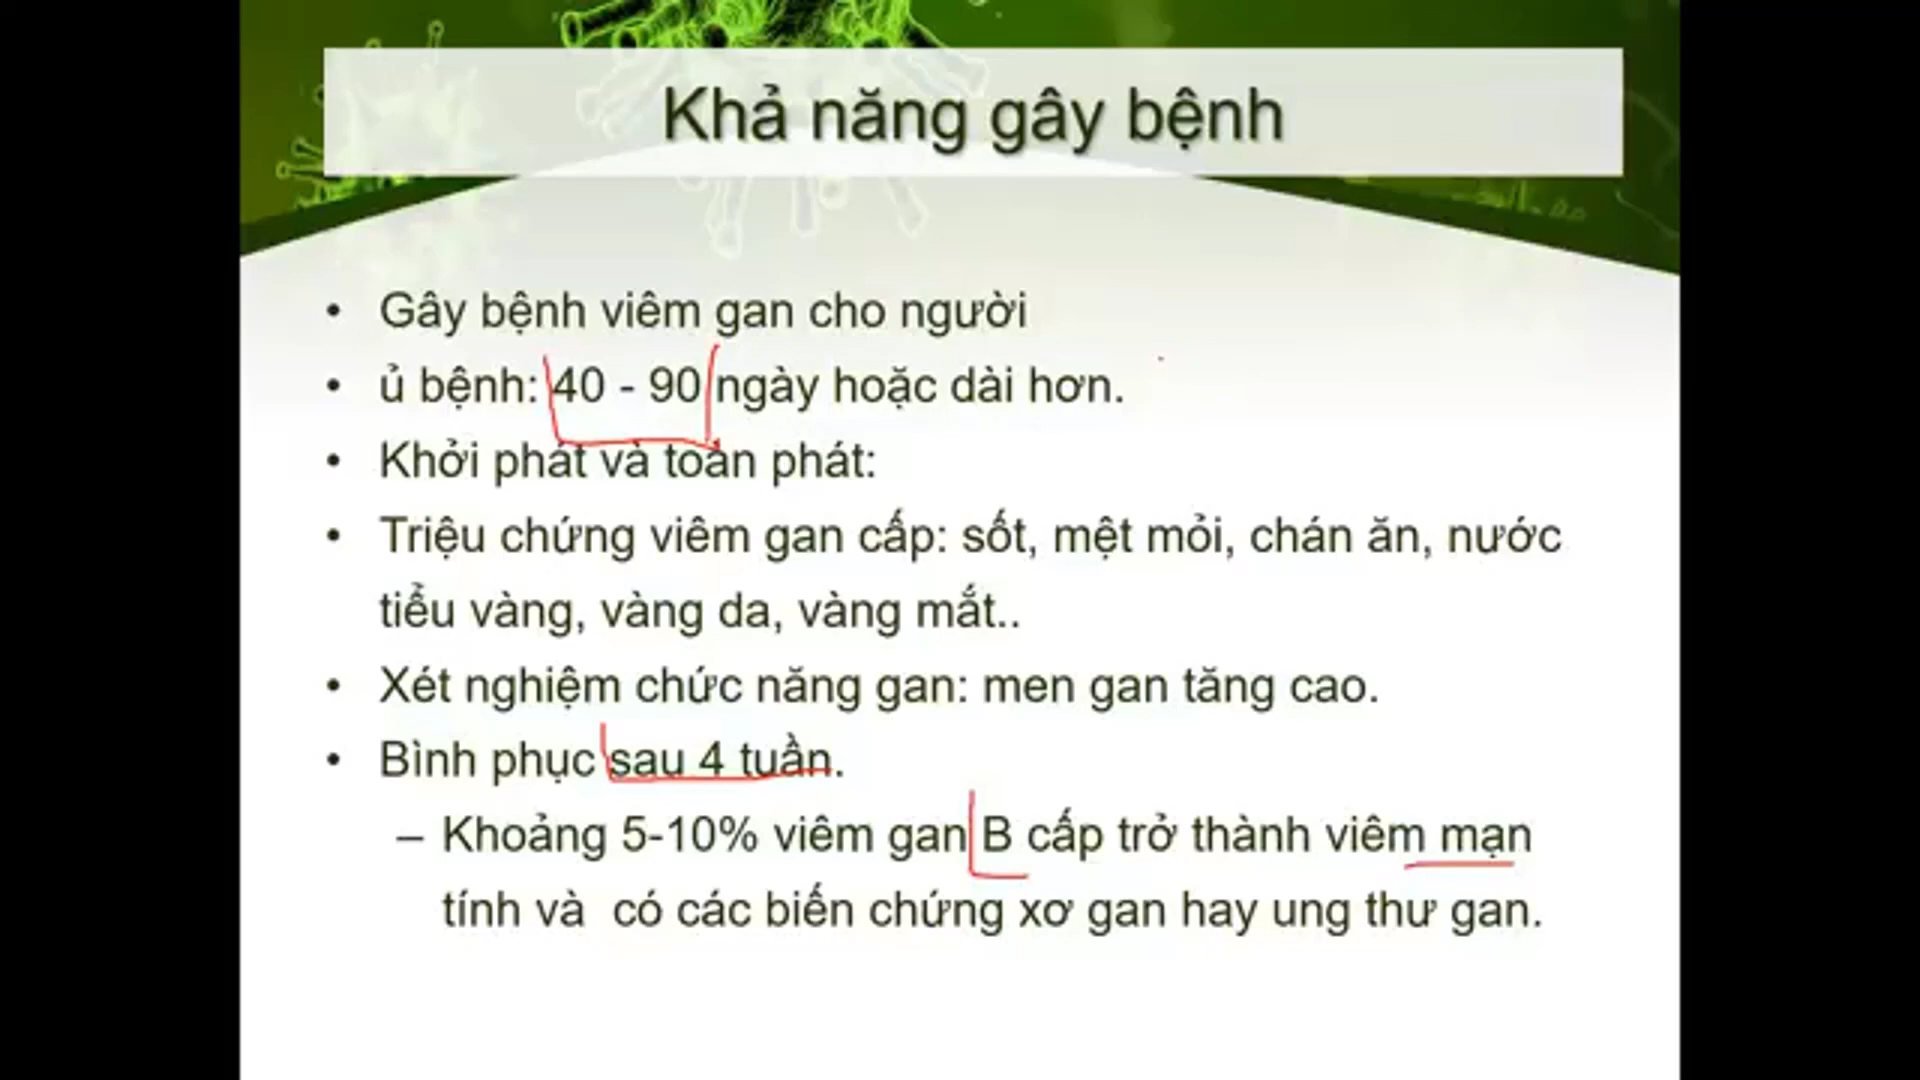 Khả năng gây bệnh
• Gây bệnh viêm gan cho người
• ủ bệnh: 40 - 90 ngày hoặc dài hơn.
• Khởi phát và toàn phát:
• Triệu chứng viêm gan cấp: sốt, mệt mỏi, chán ăn, nước
tiểu vàng, vàng da, vàng mắt..
• Xét nghiệm chức năng gan: men gan tăng cao.
• Bình phục sau 4 tuần.
– Khoảng 5-10% viêm gan B cấp trở thành viêm mạn
tính và có các biến chứng xơ gan hay ung thư gan.